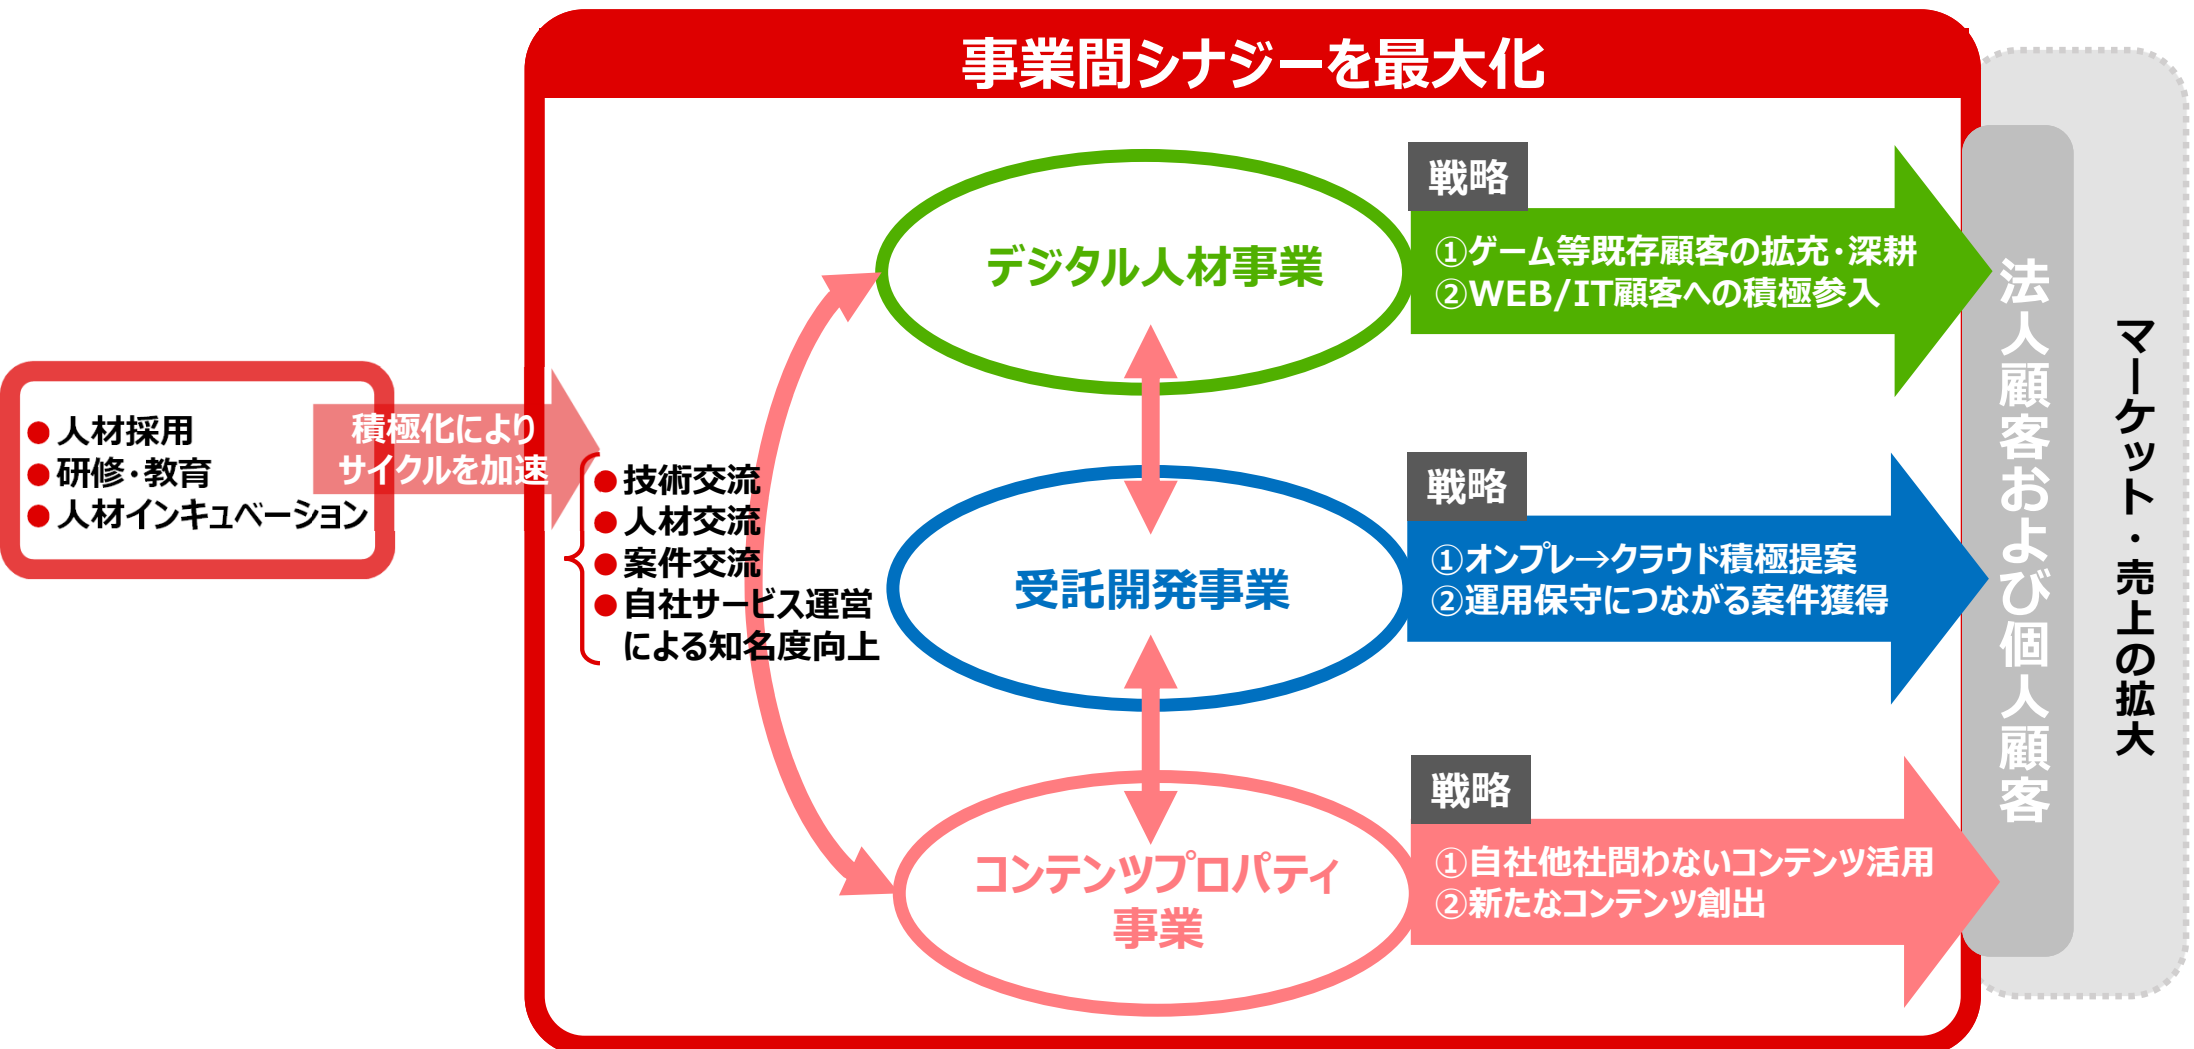 事業間シナジーを最大化
●人材採用
●研修・教育
●人材インキュベーション
積極化により
サイクルを加速
●技術交流
●人材交流
●案件交流
●自社サービス運営
による知名度向上
デジタル人材事業
戦略
①ゲーム等既存顧客の拡充・深耕
②WEB/IT顧客への積極参入
受託開発事業
戦略
①オンプレ→クラウド積極提案
②運用保守につながる案件獲得
コンテンツプロパティ
事業
戦略
①自社他社問わないコンテンツ活用
②新たなコンテンツ創出
法人顧客および個人顧客
マーケット・売上の拡大